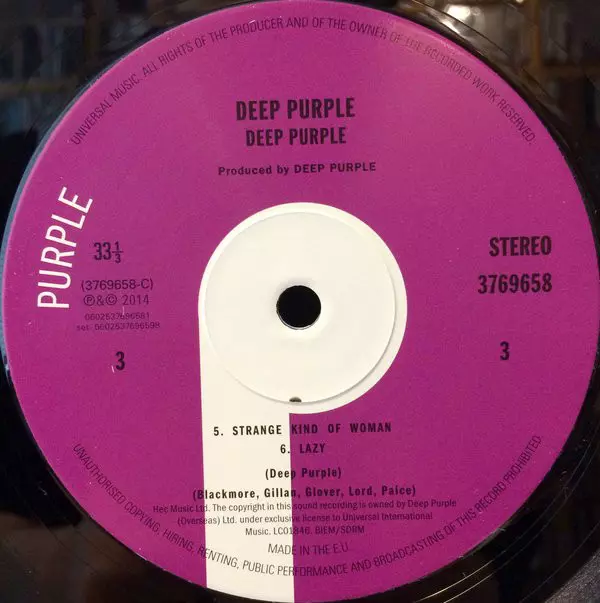 UNIVERSAL MUSIC. ALL RIGHTS OF THE PRODUCER AND OF THE OWNER OF THE RECORDED WORK RESERVED.
DEEP PURPLE
DEEP PURPLE
Produced by DEEP PURPLE
PURPLE
33⅓
STEREO
(3769658-C)
3769658
℗&© 2014
0602537696581
set: 0602537696598
3
3
5. STRANGE KIND OF WOMAN
6. LAZY
(Deep Purple)
(Blackmore, Gillan, Glover, Lord, Paice)
Hec Music Ltd. The copyright in this sound recording is owned by Deep Purple
(Overseas) Ltd. under exclusive license to Universal International
Music. LC01846. BIEM/SDRM
MADE IN THE E.U
UNAUTHORISED COPYING, HIRING, RENTING, PUBLIC PERFORMANCE AND BROADCASTING OF THIS RECORD PROHIBITED